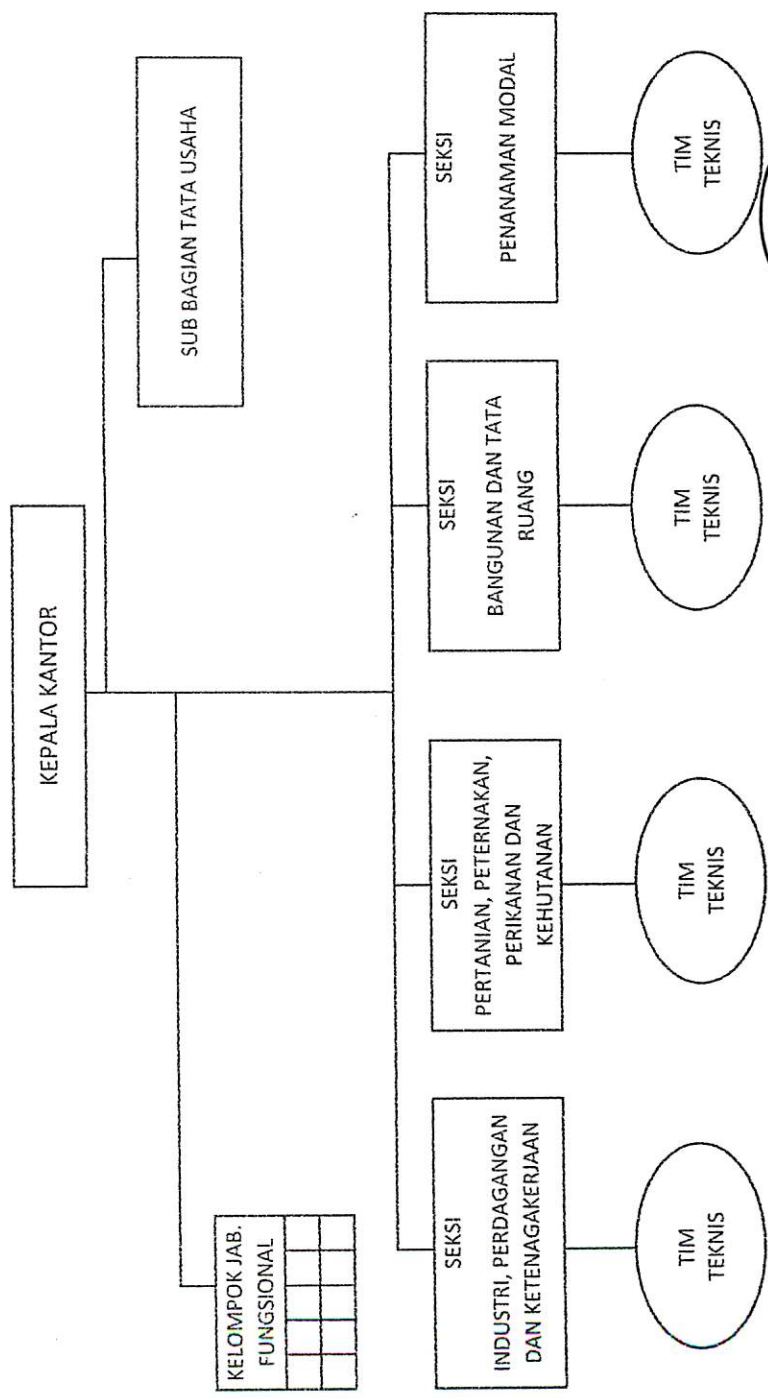 KEPALA KANTOR
SUB BAGIAN TATA USAHA
KELOMPOK JAB.
FUNGSIONAL
SEKSI
INDUSTRI, PERDAGANGAN
DAN KETENAGAKERJAAN
SEKSI
PERTANIAN, PETERNAKAN,
PERIKANAN DAN
KEHUTANAN
SEKSI
BANGUNAN DAN TATA
RUANG
SEKSI
PENANAMAN MODAL
TIM
TEKNIS
TIM
TEKNIS
TIM
TEKNIS
TIM
TEKNIS